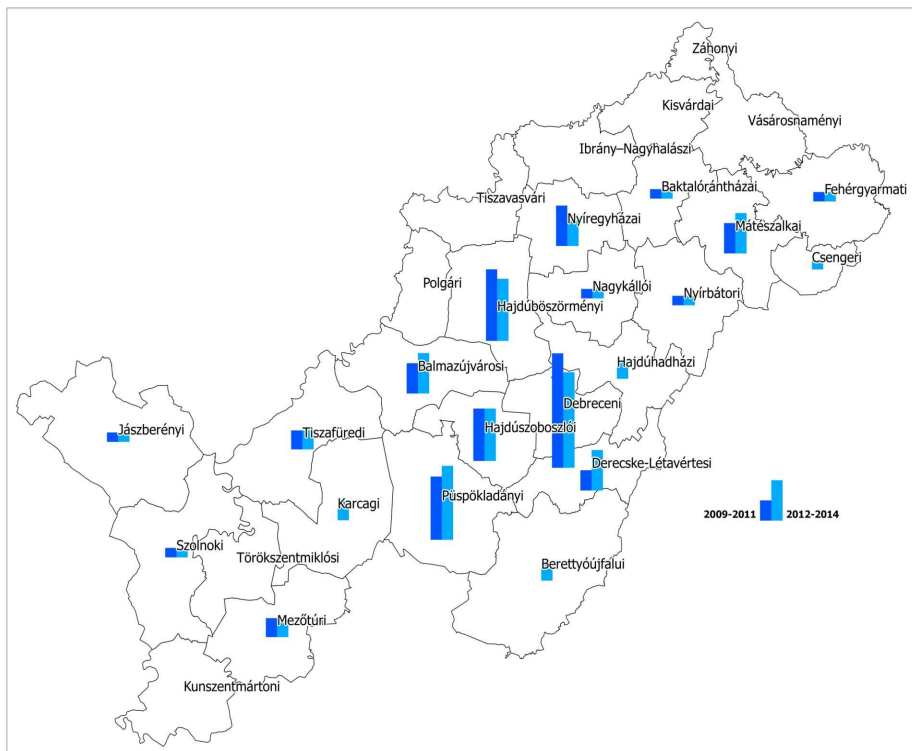 Záhonyi
Kisvárdai
Vásárosnaményi
Ibrány–Nagyhalászi
Baktalórántházai
Fehérgyarmati
Tiszavasvári
Nyíregyházai
Mátészalkai
Csengeri
Polgári
Hajdúböszörményi
Nagykállói
Nyírbátori
Balmazújvárosi
Hajdúhadházi
Debreceni
Jászberényi
Tiszafüredi
Hajdúszoboszlói
Derecske-Létavértesi
Püspökladányi
Karcagi
2009-2011 2012-2014
Szolnoki
Törökszentmiklósi
Berettyóújfalui
Mezőtúri
Kunszentmártoni